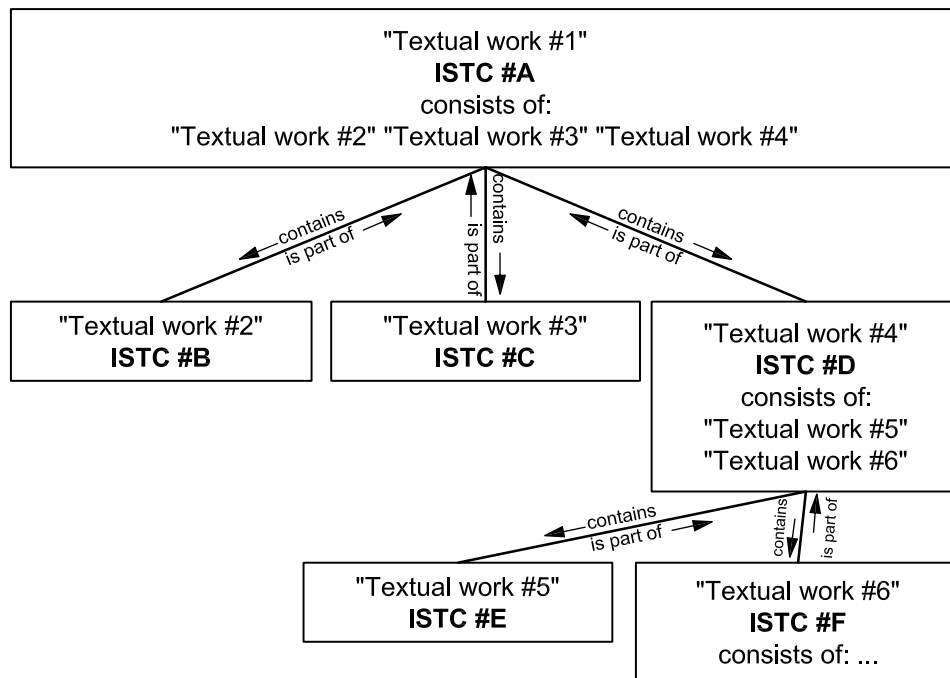 "Textual work #1"
ISTC #A
consists of:
"Textual work #2" "Textual work #3" "Textual work #4"
contains
is part of
is part of
contains
contains
is part of
"Textual work #2"
ISTC #B
"Textual work #3"
ISTC #C
"Textual work #4"
ISTC #D
consists of:
"Textual work #5"
"Textual work #6"
contains
is part of
contains
is part of
"Textual work #5"
ISTC #E
"Textual work #6"
ISTC #F
consists of: ...